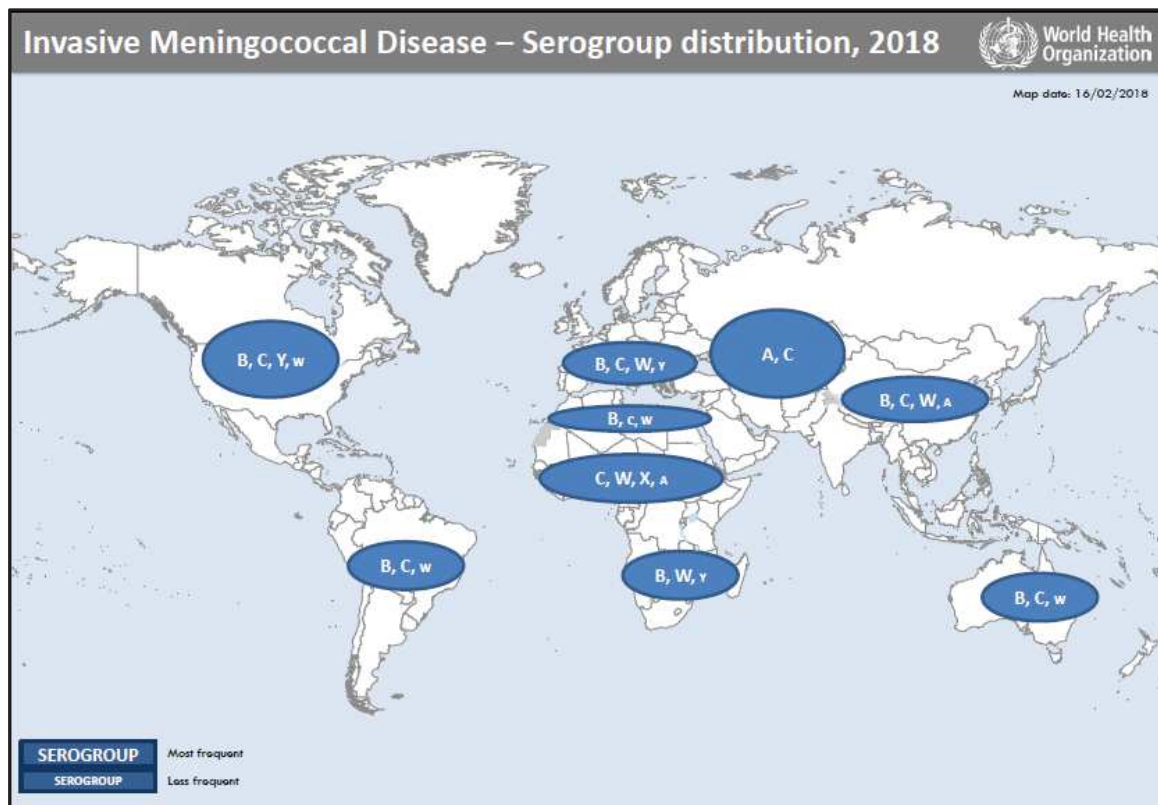 Invasive Meningococcal Disease – Serogroup distribution, 2018
World Health
Organization
Map date: 16/02/2018
B, C, Y, W
B, C, W, Y
A, C
B, C, W, A
B, C, W
C, W, X, A
B, C, W
B, W, Y
B, C, W
SEROGROUP Most frequent
SEROGROUP Less frequent